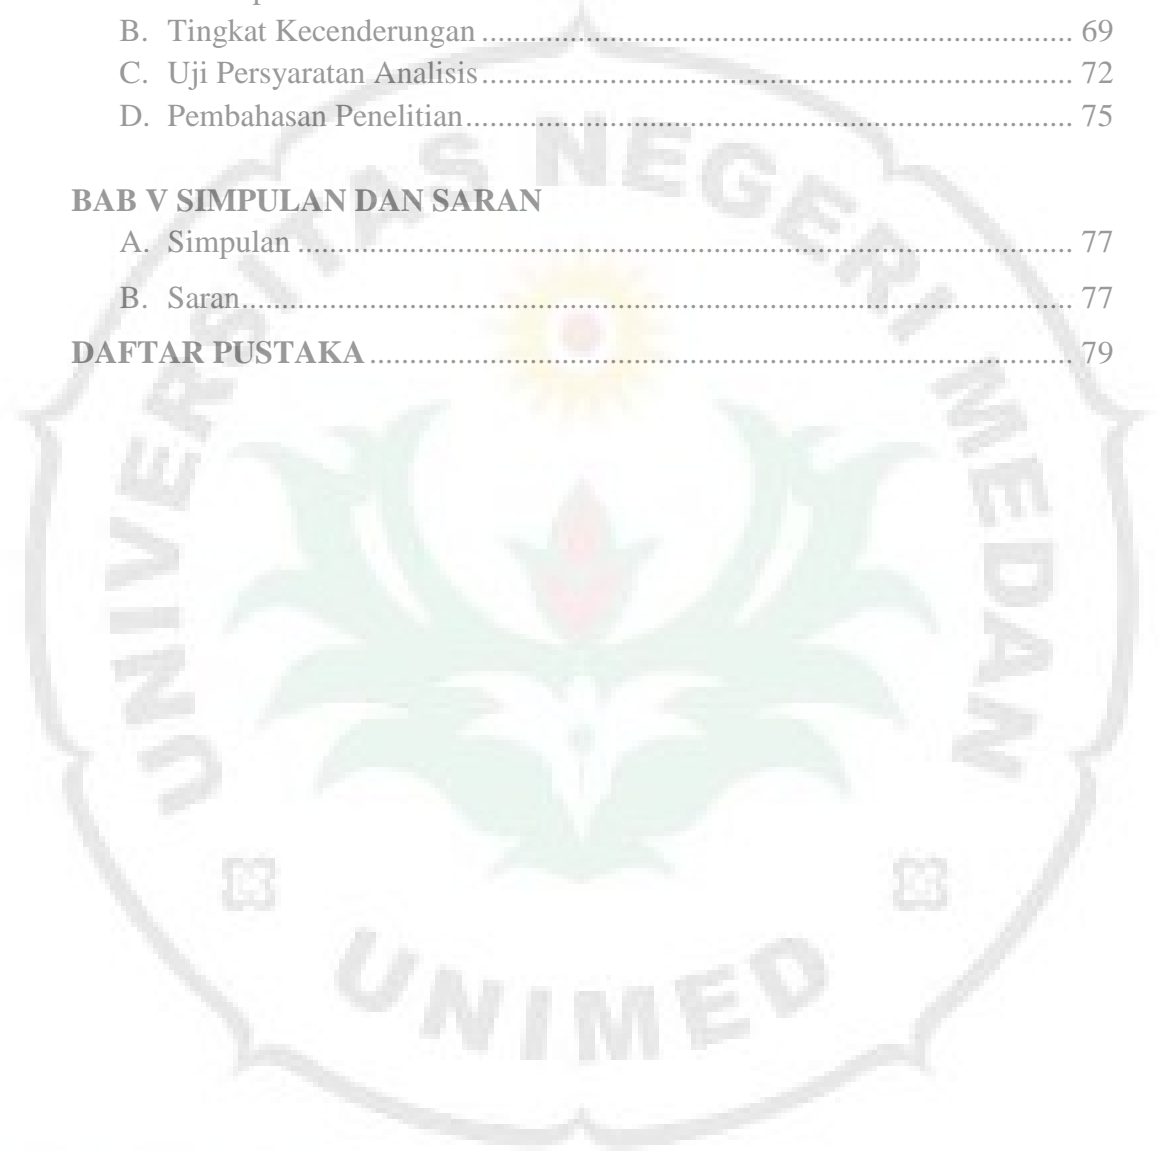 B. Tingkat Kecenderungan ........................................................................ 69
C. Uji Persyaratan Analisis ........................................................................ 72
D. Pembahasan Penelitian ........................................................................ 75
BAB V SIMPULAN DAN SARAN
A. Simpulan ................................................................................................ 77
B. Saran ...................................................................................................... 77
DAFTAR PUSTAKA ...................................................................................... 79
UNIVERSITAS NEGERI MEDAN
UNIMED